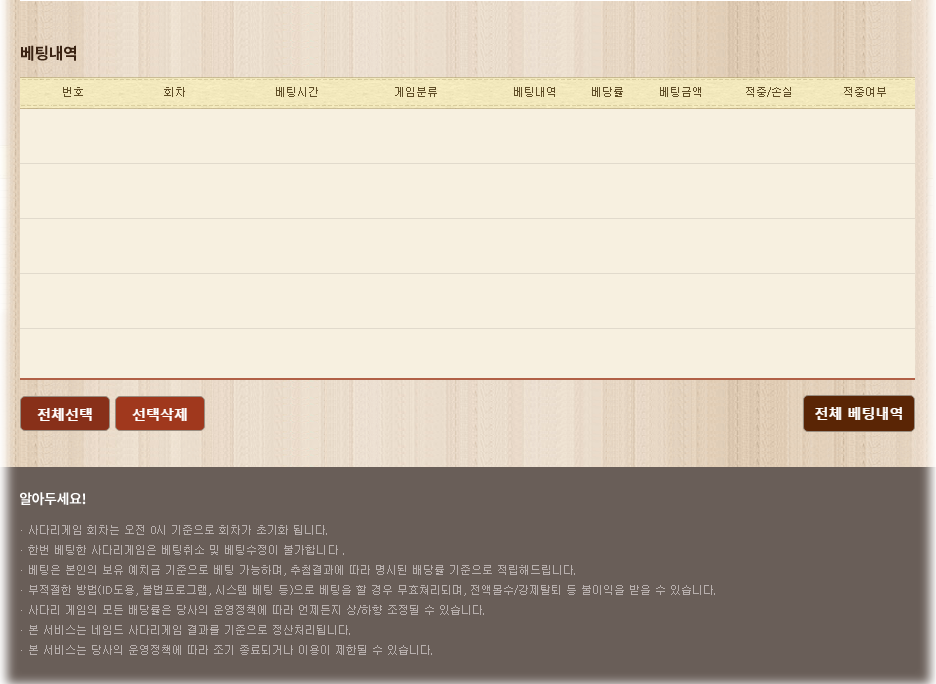 베팅내역
번호 회차 베팅시간 게임분류 베팅내역 베당률 베팅금액 적중/손실 적중여부
전체선택 선택삭제 전체 베팅내역
알아두세요!
· 사다리게임 회차는 오전 0시 기준으로 회차가 초기화 됩니다.
· 한번 베팅한 사다리게임은 베팅취소 및 베팅수정이 불가합니다 .
· 베팅은 본인의 보유 예치금 기준으로 베팅 가능하며, 추첨결과에 따라 명시된 배당률 기준으로 적립해드립니다.
· 부적절한 방법(ID도용, 불법프로그램, 시스템 베팅 등)으로 베팅을 할 경우 무효쳐리되며, 전액몰수/강제탈퇴 등 불이익을 받을 수 있습니다.
· 사다리 게임의 모든 배당률은 당사의 운영정책에 따라 언제든지 상/하향 조정될 수 있습니다.
· 본 서비스는 네임드 사다리게임 결과를 기준으로 정산처리됩니다.
· 본 서비스는 당사의 운영정책에 따라 조기 종료되거나 이용이 제한될 수 있습니다.